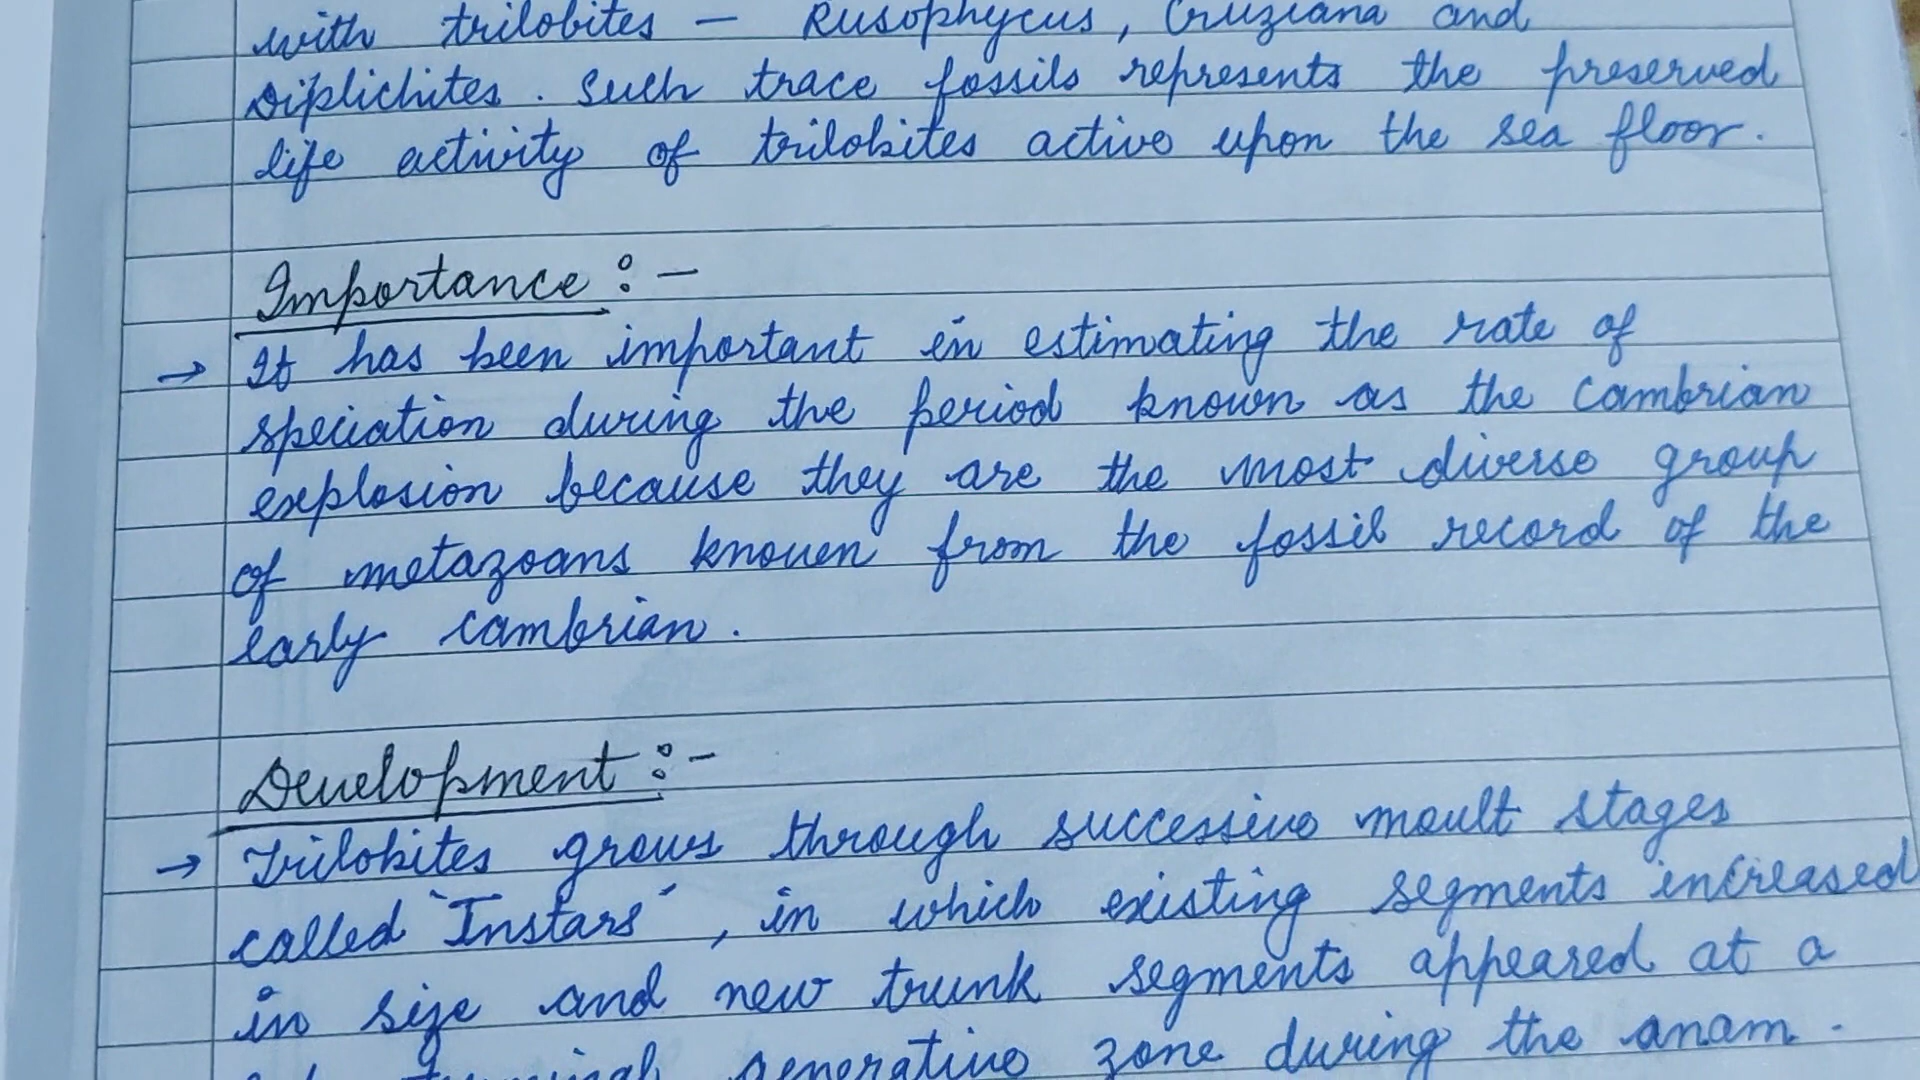 with trilobites - Rusophycus, Cruziana and
Diplichites. Such trace fossils represents the preserved
life activity of trilobites active upon the sea floor.
Importance :-
→ It has been important in estimating the rate of
speciation during the period known as the Cambrian
explosion because they are the most diverse group
of metazoans known from the fossil record of the
early cambrian.
Development :-
→ Trilobites grows through successive moult stages
called "Instars", in which existing segments increased
in size and new trunk segments appeared at a
generative zone during the anam.